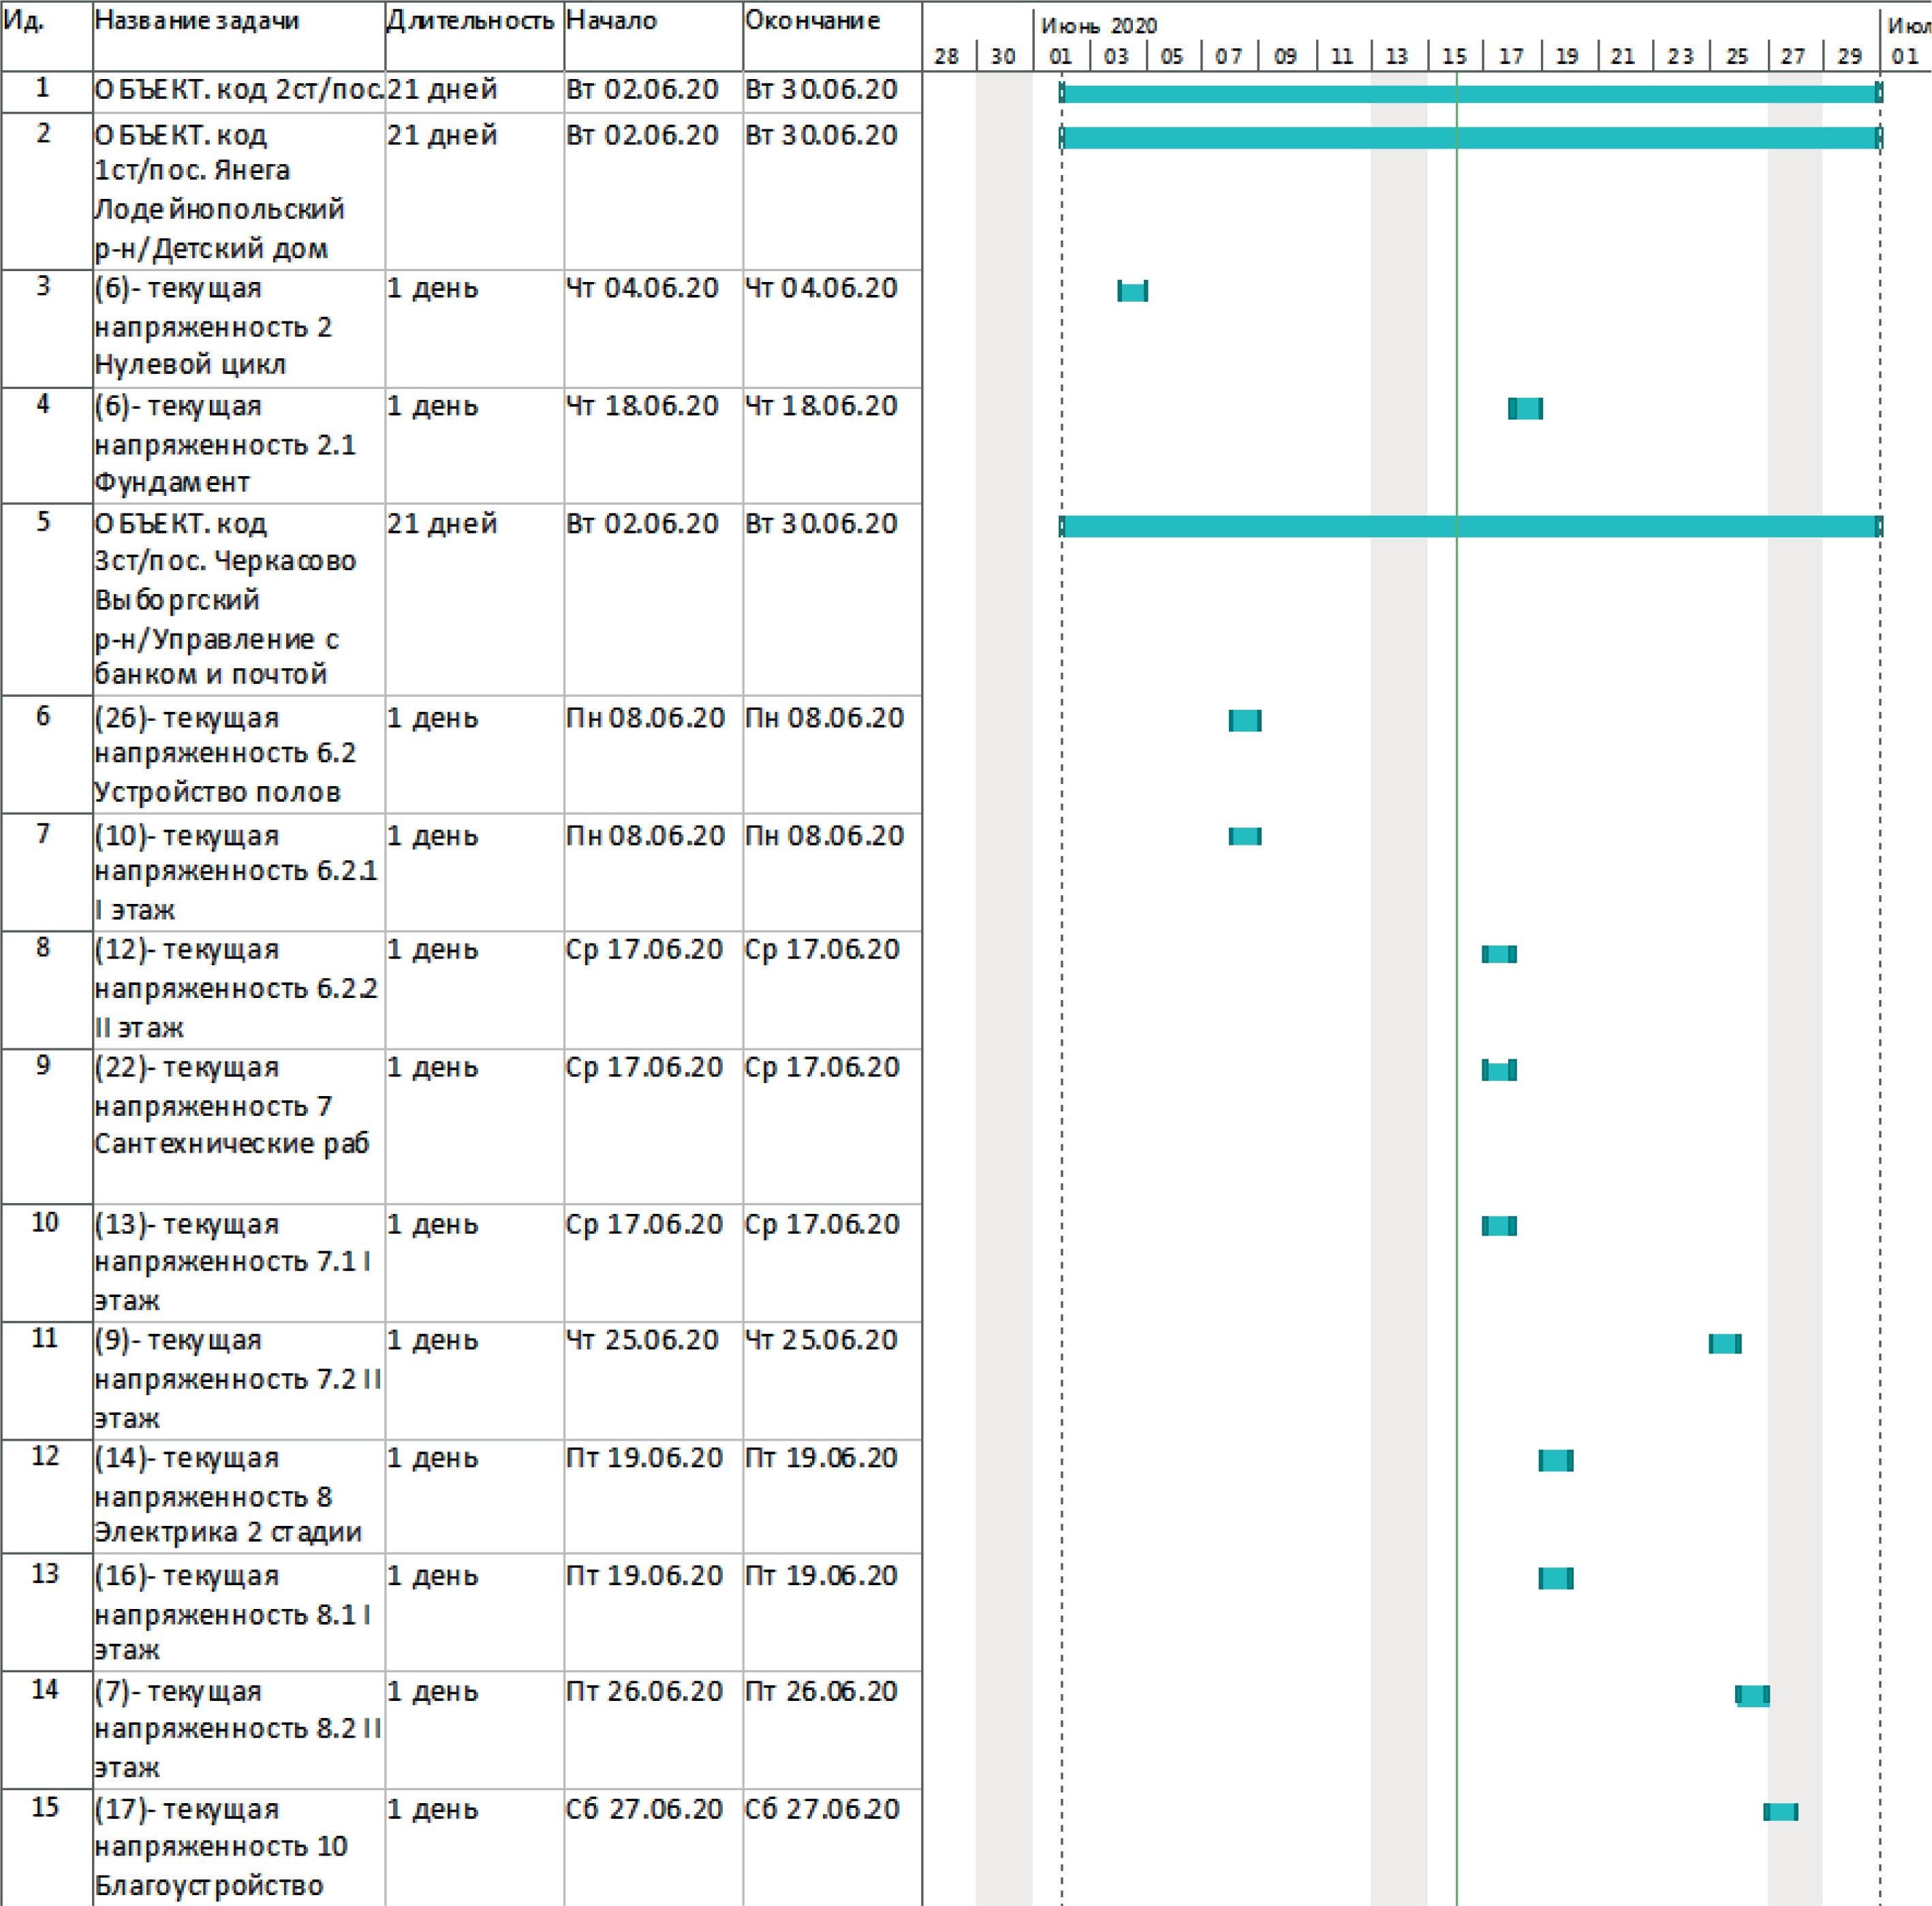 Ид. Название задачи Длительность Начало Окончание
Июнь 2020 Июл
28 30 01 03 05 07 09 11 13 15 17 19 21 23 25 27 29 01
1 ОБЪЕКТ. код 2ст/пос. 21 дней Вт 02.06.20 Вт 30.06.20
2 ОБЪЕКТ. код 21 дней Вт 02.06.20 Вт 30.06.20
1ст/пос. Янега
Лодейнопольский
р-н/Детский дом
3 (6)- текущая 1 день Чт 04.06.20 Чт 04.06.20
напряженность 2
Нулевой цикл
4 (6)- текущая 1 день Чт 18.06.20 Чт 18.06.20
напряженность 2.1
Фундамент
5 ОБЪЕКТ. код 21 дней Вт 02.06.20 Вт 30.06.20
3ст/пос. Черкасово
Выборгский
р-н/Управление с
банком и почтой
6 (26)- текущая 1 день Пн 08.06.20 Пн 08.06.20
напряженность 6.2
Устройство полов
7 (10)- текущая 1 день Пн 08.06.20 Пн 08.06.20
напряженность 6.2.1
I этаж
8 (12)- текущая 1 день Ср 17.06.20 Ср 17.06.20
напряженность 6.2.2
II этаж
9 (22)- текущая 1 день Ср 17.06.20 Ср 17.06.20
напряженность 7
Сантехнические раб
10 (13)- текущая 1 день Ср 17.06.20 Ср 17.06.20
напряженность 7.1 I
этаж
11 (9)- текущая 1 день Чт 25.06.20 Чт 25.06.20
напряженность 7.2 II
этаж
12 (14)- текущая 1 день Пт 19.06.20 Пт 19.06.20
напряженность 8
Электрика 2 стадии
13 (16)- текущая 1 день Пт 19.06.20 Пт 19.06.20
напряженность 8.1 I
этаж
14 (7)- текущая 1 день Пт 26.06.20 Пт 26.06.20
напряженность 8.2 II
этаж
15 (17)- текущая 1 день Сб 27.06.20 Сб 27.06.20
напряженность 10
Благоустройство